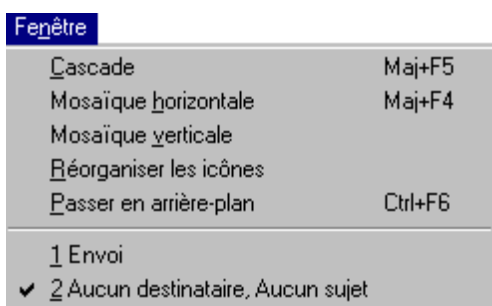 Fenêtre
Cascade Maj+F5
Mosaïque horizontale Maj+F4
Mosaïque verticale
Réorganiser les icônes
Passer en arrière-plan Ctrl+F6
1 Envoi
2 Aucun destinataire, Aucun sujet